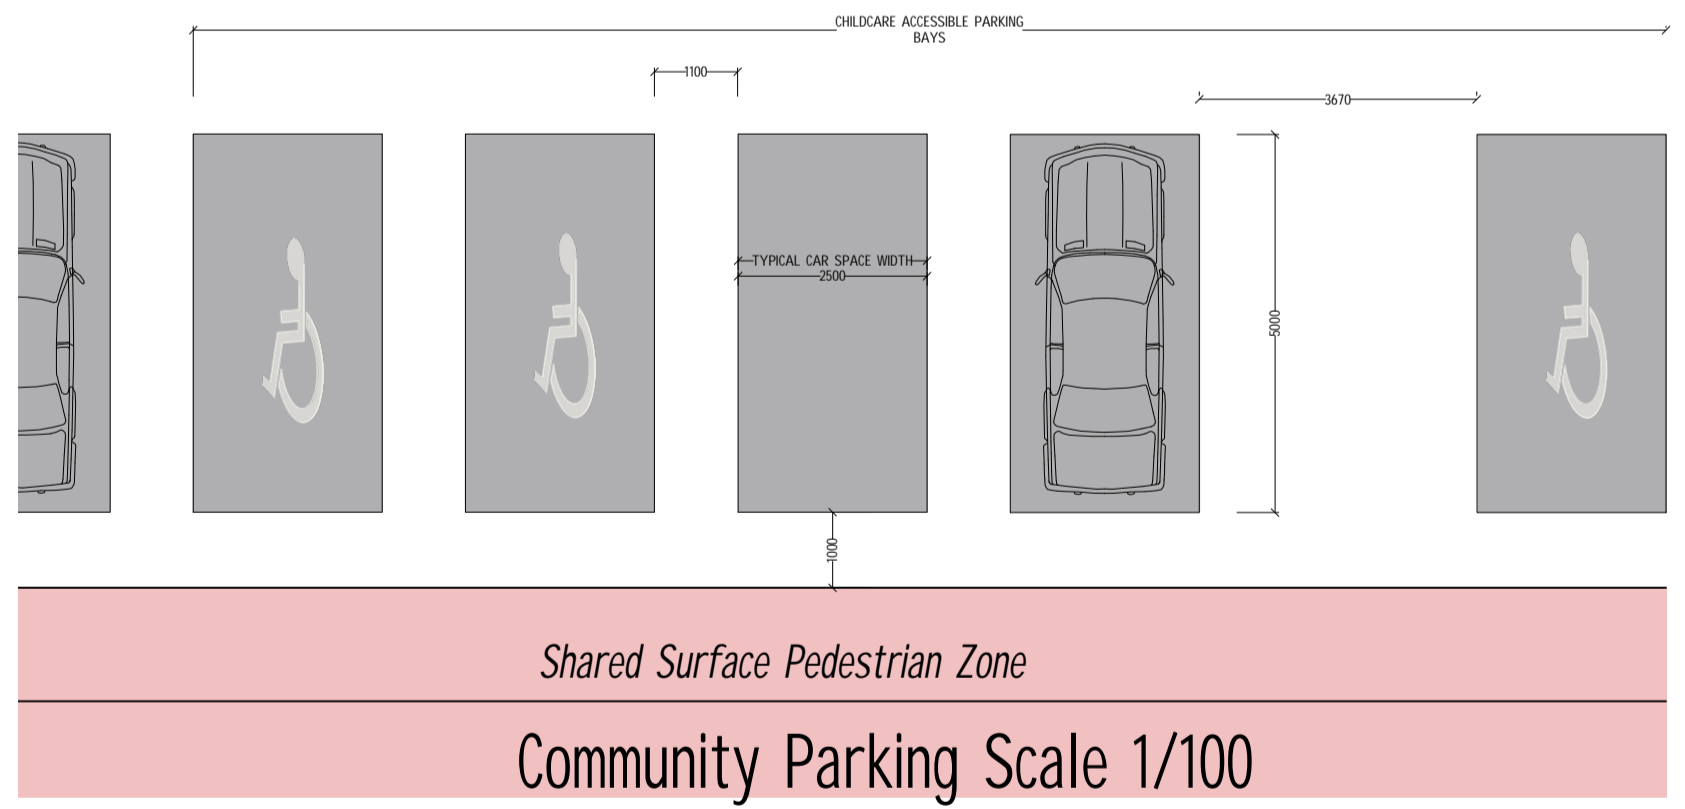 CHILDCARE ACCESSIBLE PARKING
BAYS
1100
3670
TYPICAL CAR SPACE WIDTH
2500
5000
1000
Shared Surface Pedestrian Zone
Community Parking Scale 1/100